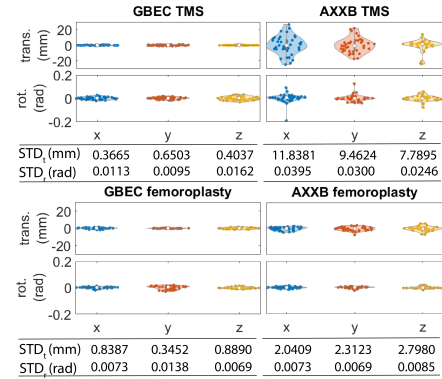 GBEC TMS AXXB TMS
trans. (mm) 20 0 -20
rot. (rad) 0.2 0 -0.2
x y z x y z
STDt (mm) 0.3665 0.6503 0.4037 11.8381 9.4624 7.7895
STDr (rad) 0.0113 0.0095 0.0162 0.0395 0.0300 0.0246
GBEC femoroplasty AXXB femoroplasty
trans. (mm) 20 0 -20
rot. (rad) 0.2 0 -0.2
x y z x y z
STDt (mm) 0.8387 0.3452 0.8890 2.0409 2.3123 2.7980
STDr (rad) 0.0073 0.0138 0.0069 0.0073 0.0069 0.0085